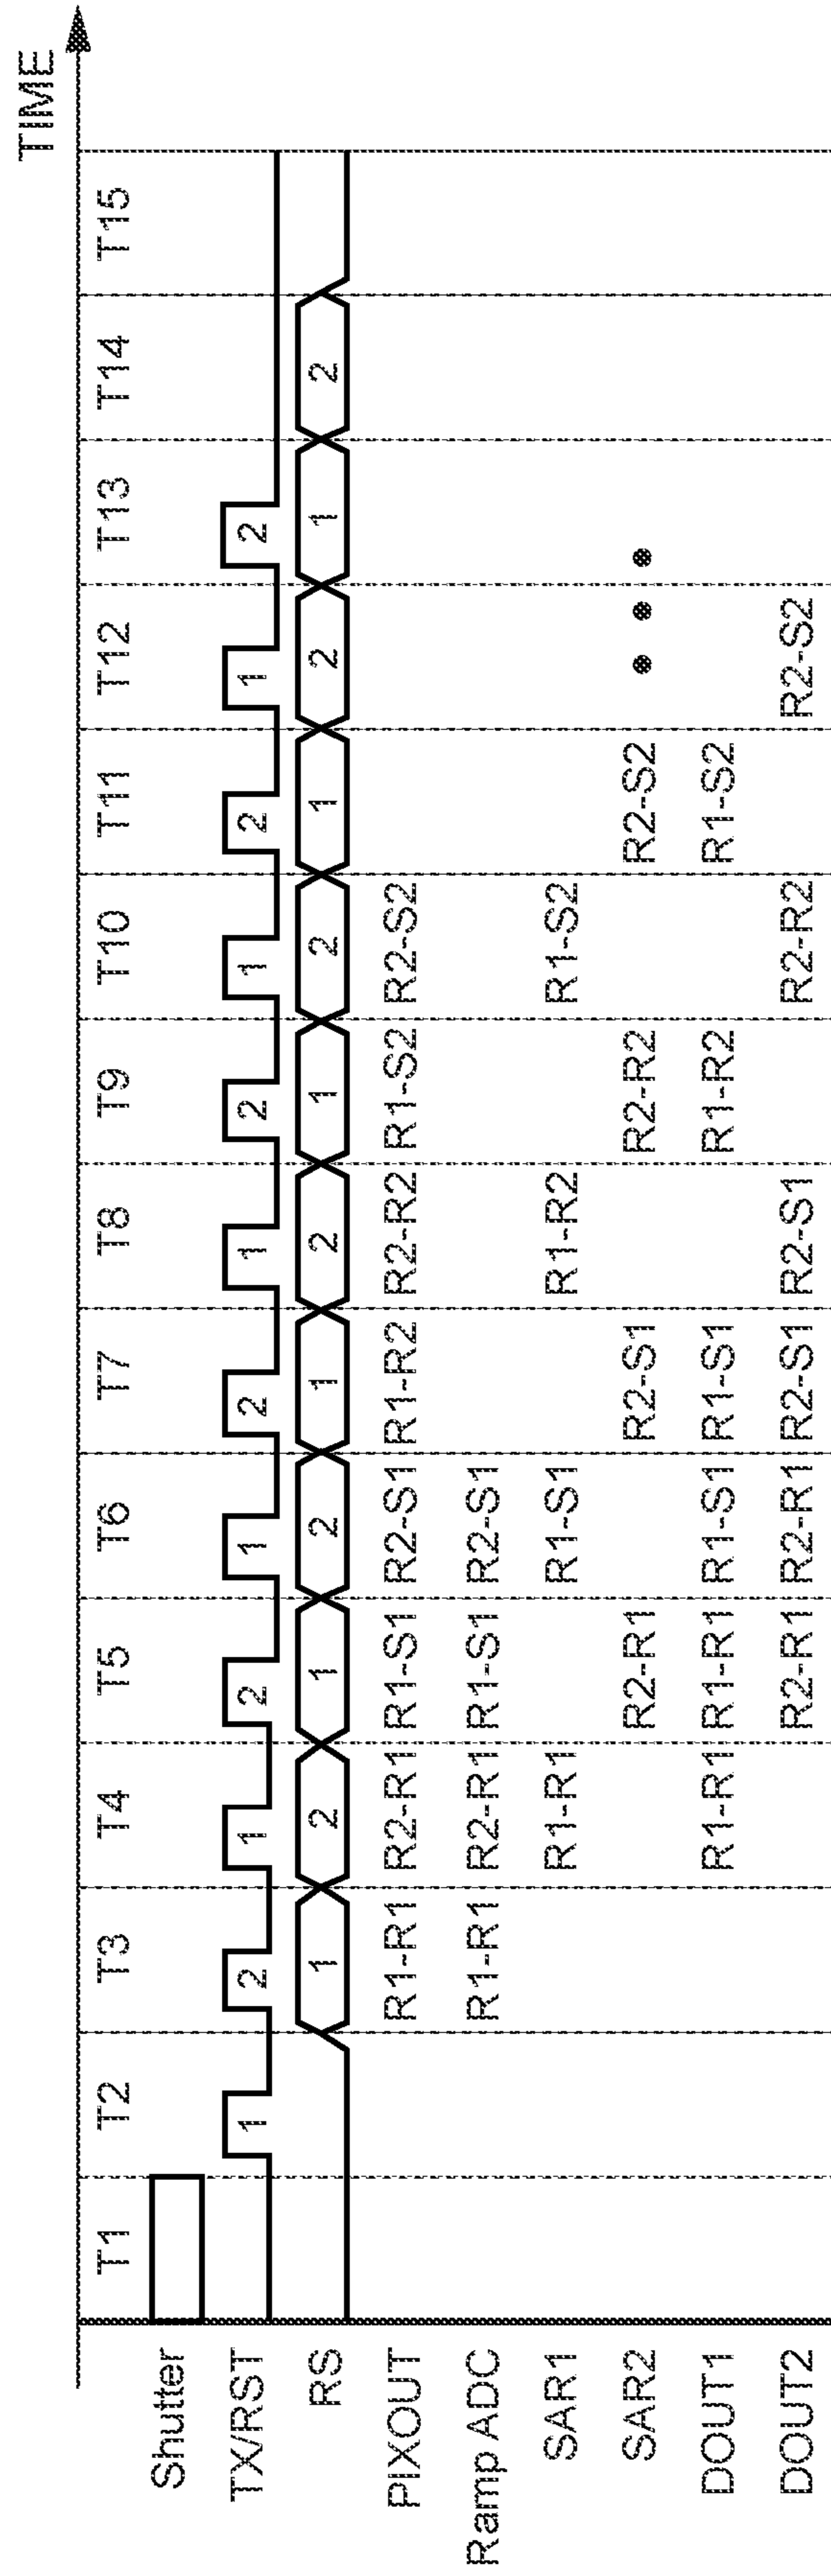 TIME
T1 T2 T3 T4 T5 T6 T7 T8 T9 T10 T11 T12 T13 T14 T15
Shutter
TX/RST 1 2 1 2 1 2 1 2 1 2 1 2
RS 1 2 1 2 1 2 1 2 1 2 1 2
PIXOUT R1-R1 R2-R1 R1-S1 R2-S1 R1-R2 R2-R2 R1-S2 R2-S2
Ramp ADC R1-R1 R2-R1 R1-S1 R2-S1
SAR1 R1-R1 R1-S1 R1-R2 R1-S2
SAR2 R2-R1 R2-S1 R2-R2 R2-S2
DOUT1 R1-R1 R1-R1 R1-S1 R1-S1 R1-R2 R1-S2
DOUT2 R2-R1 R2-R1 R2-S1 R2-S1 R2-R2 R2-S2